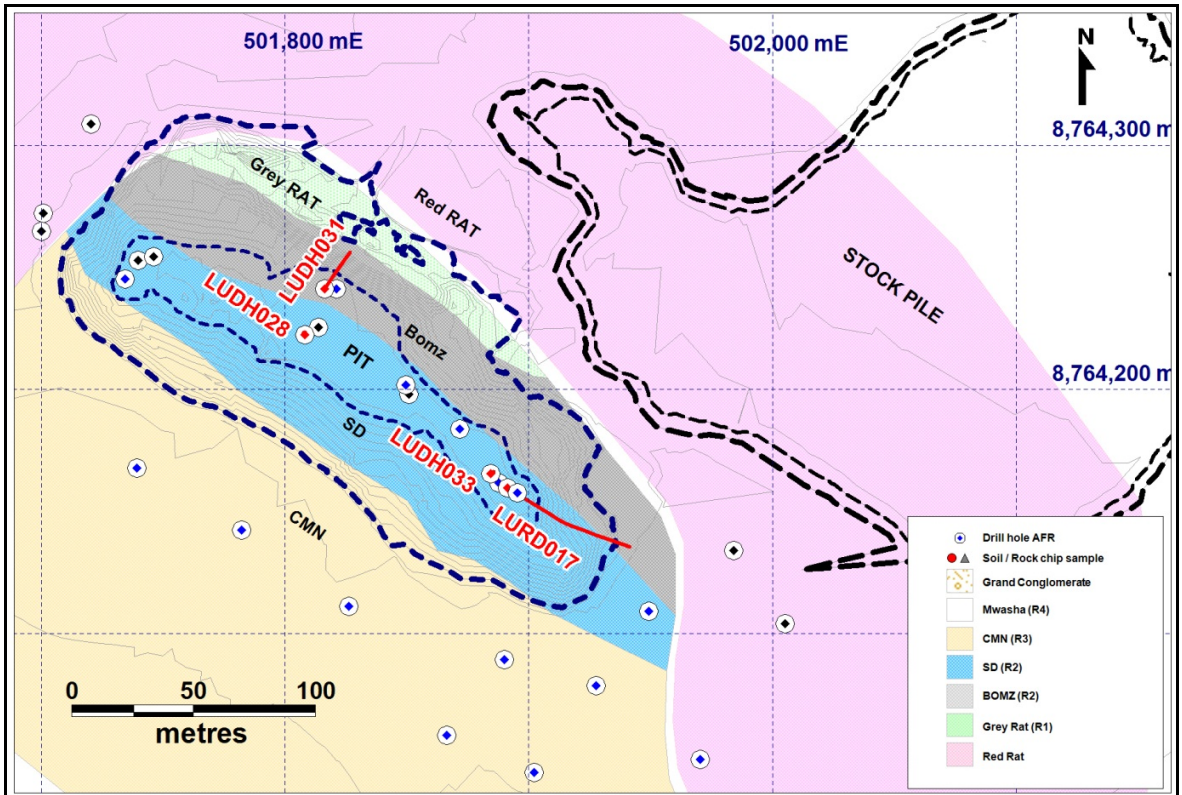 501,800 mE
502,000 mE
N
8,764,300 m
Grey RAT
Red RAT
LUDH031
STOCK PILE
LUDH028
Bomz
PIT
8,764,200 m
SD
LUDH033
LURD017
CMN
0 50 100
metres
Drill hole AFR
Soil / Rock chip sample
Grand Conglomerate
Mwasha (R4)
CMN (R3)
SD (R2)
BOMZ (R2)
Grey Rat (R1)
Red Rat